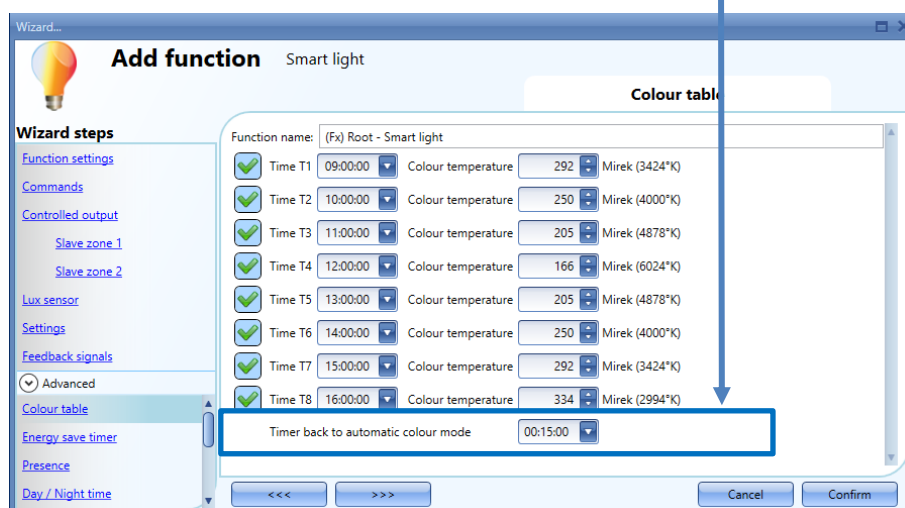 Wizard...
Add function Smart light
Colour table
Wizard steps
Function settings
Commands
Controlled output
Slave zone 1
Slave zone 2
Lux sensor
Settings
Feedback signals
Advanced
Colour table
Energy save timer
Presence
Day / Night time
Function name: (Fx) Root - Smart light
Time T1 09:00:00 Colour temperature 292 Mirek (3424°K)
Time T2 10:00:00 Colour temperature 250 Mirek (4000°K)
Time T3 11:00:00 Colour temperature 205 Mirek (4878°K)
Time T4 12:00:00 Colour temperature 166 Mirek (6024°K)
Time T5 13:00:00 Colour temperature 205 Mirek (4878°K)
Time T6 14:00:00 Colour temperature 250 Mirek (4000°K)
Time T7 15:00:00 Colour temperature 292 Mirek (3424°K)
Time T8 16:00:00 Colour temperature 334 Mirek (2994°K)
Timer back to automatic colour mode 00:15:00
<<< >>> Cancel Confirm